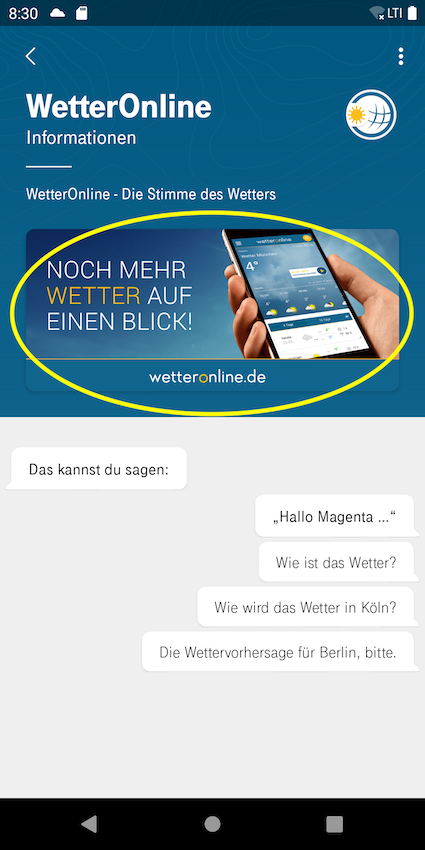 8:30 LTE
WetterOnline
Informationen
WetterOnline - Die Stimme des Wetters
NOCH MEHR
WETTER AUF
EINEN BLICK!
wetteronline
Wetter München
4°
wetteronline.de
Das kannst du sagen:
„Hallo Magenta ...“
Wie ist das Wetter?
Wie wird das Wetter in Köln?
Die Wettervorhersage für Berlin, bitte.